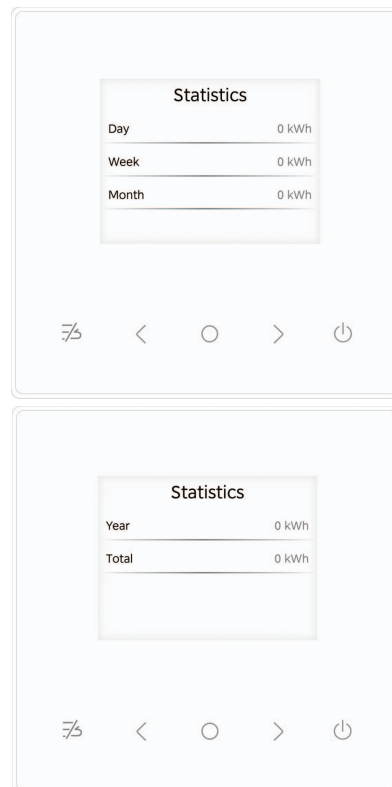 Statistics
Day 0 kWh
Week 0 kWh
Month 0 kWh
Statistics
Year 0 kWh
Total 0 kWh